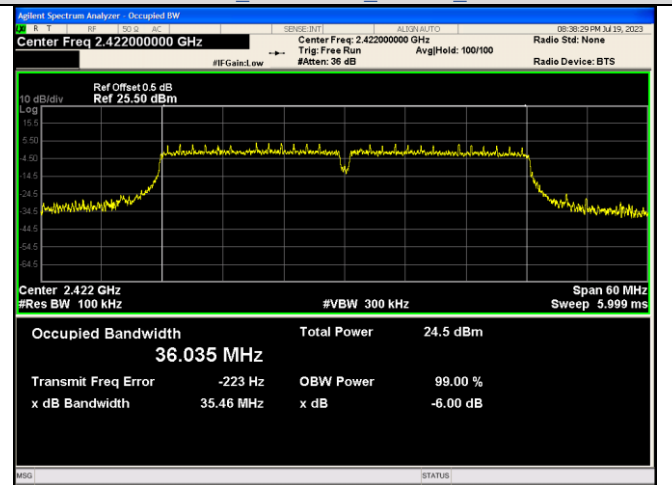 Agilent Spectrum Analyzer - Occupied BW
R T RF 50 Ω AC SENSE:INT ALIGN AUTO 08:38:29 PM Jul 19, 2023
Center Freq 2.422000000 GHz Center Freq: 2.422000000 GHz Radio Std: None
Trig: Free Run Avg|Hold: 100/100
#IFGain:Low #Atten: 36 dB Radio Device: BTS
Ref Offset 0.5 dB
10 dB/div Ref 25.50 dBm
Log
15.5
5.50
-4.50
-14.5
-24.5
-34.5
-44.5
-54.5
-64.5
Center 2.422 GHz Span 60 MHz
#Res BW 100 kHz #VBW 300 kHz Sweep 5.999 ms
Occupied Bandwidth Total Power 24.5 dBm
36.035 MHz
Transmit Freq Error -223 Hz OBW Power 99.00 %
x dB Bandwidth 35.46 MHz x dB -6.00 dB
MSG STATUS